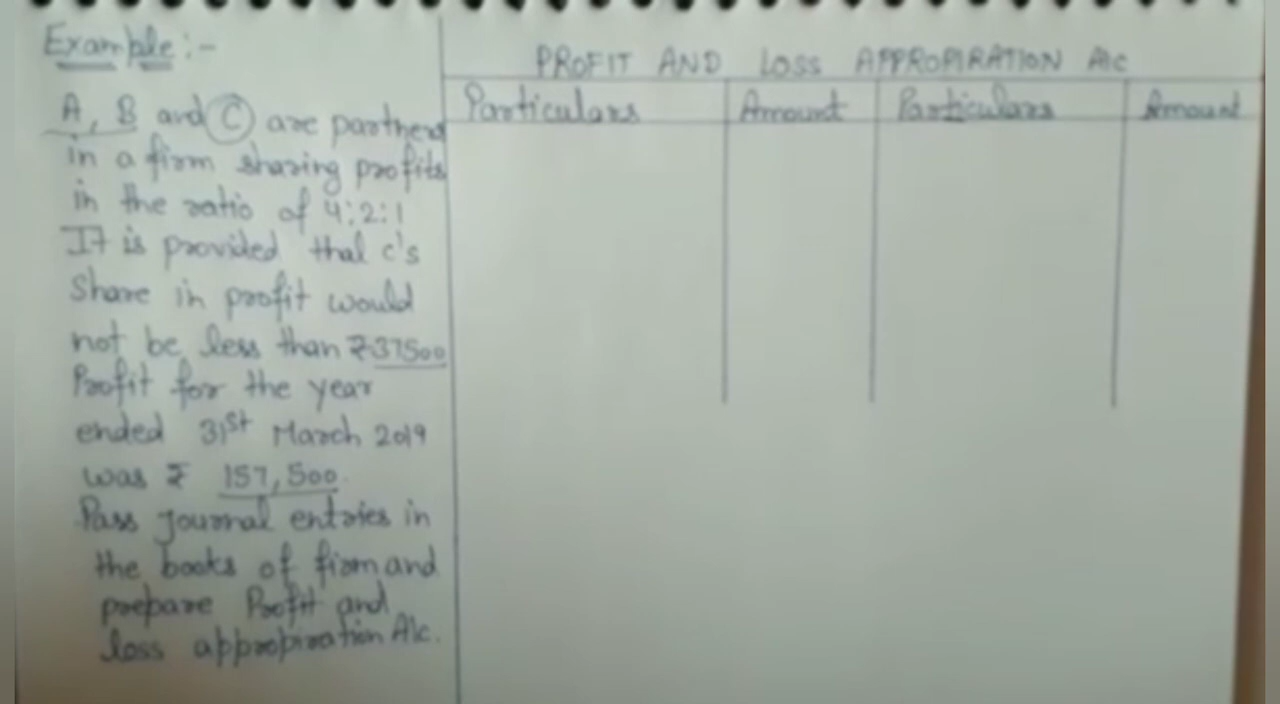 Example:-
A, B and C are partners
in a firm sharing profits
in the ratio of 4:2:1
It is provided that c's
Share in profit would
not be less than ₹37500
Profit for the year
ended 31st March 2019
was ₹ 157,500.
Pass Journal entries in
the books of firm and
prepare Profit and
loss appropiration A/c.
PROFIT AND LOSS APPROPIRATION A/c
Particulars Amount Particulars Amount